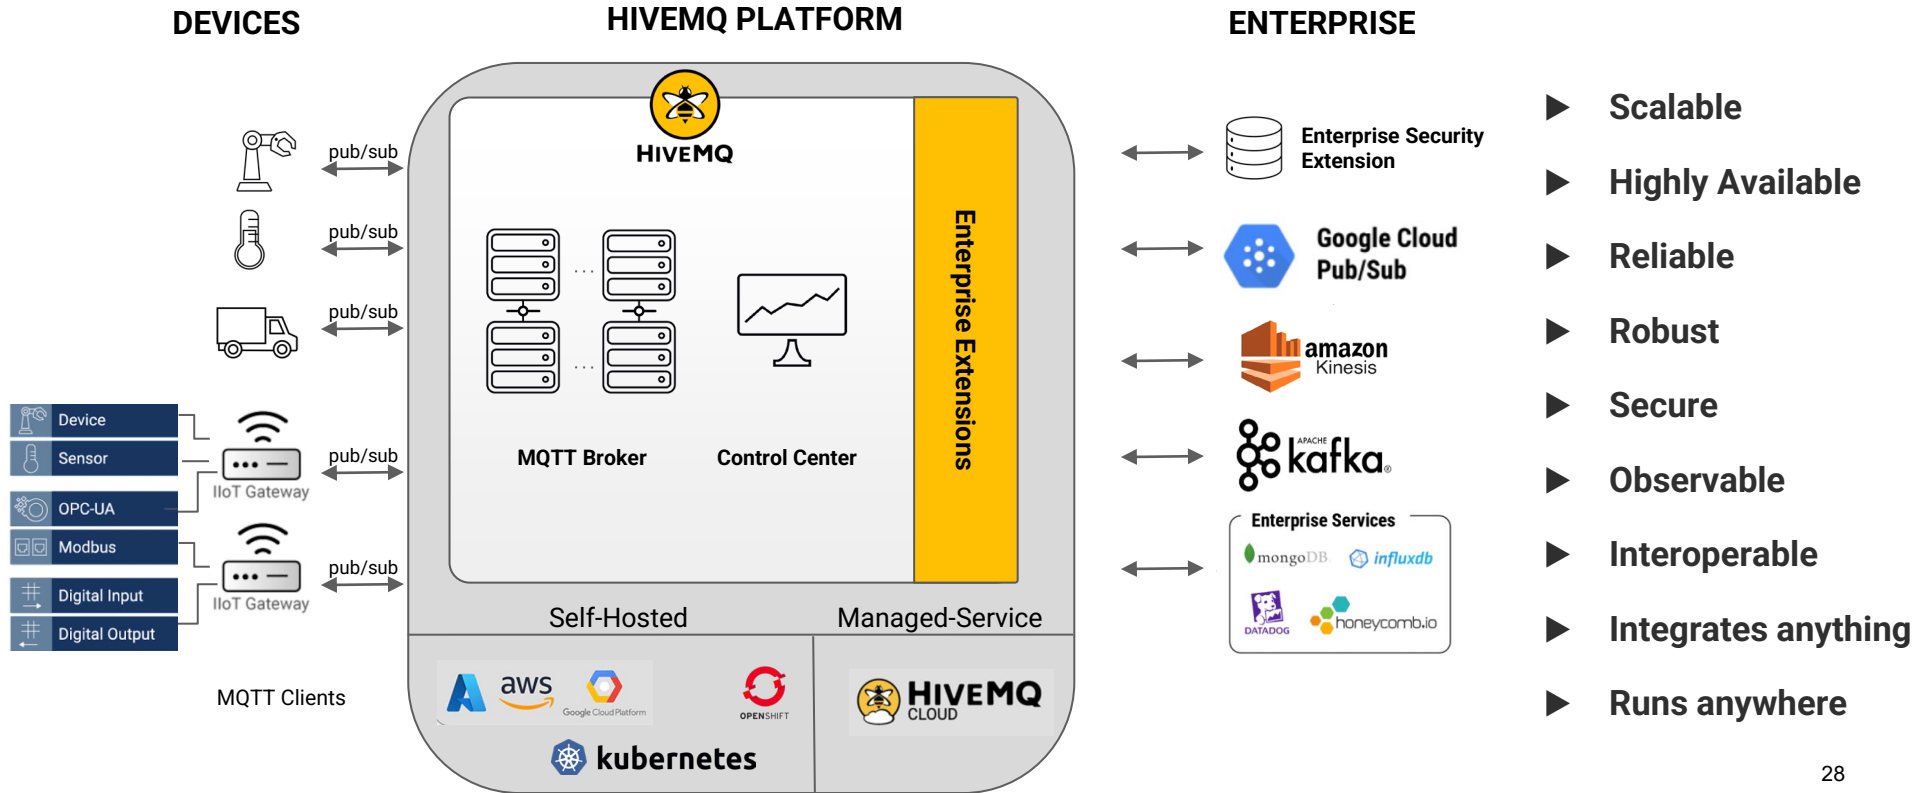 DEVICES
HIVEMQ PLATFORM
ENTERPRISE
pub/sub
pub/sub
pub/sub
pub/sub
pub/sub
Device
Sensor
OPC-UA
Modbus
Digital Input
Digital Output
IIoT Gateway
IIoT Gateway
MQTT Clients
HIVEMQ
...
...
MQTT Broker
Control Center
Enterprise Extensions
Self-Hosted
Managed-Service
aws
Google Cloud Platform
OPENSHIFT
kubernetes
HIVEMQ
CLOUD
Enterprise Security
Extension
Google Cloud
Pub/Sub
amazon
Kinesis
APACHE
kafka®
Enterprise Services
mongoDB
influxdb
DATADOG
honeycomb.io
▶ Scalable
▶ Highly Available
▶ Reliable
▶ Robust
▶ Secure
▶ Observable
▶ Interoperable
▶ Integrates anything
▶ Runs anywhere
28